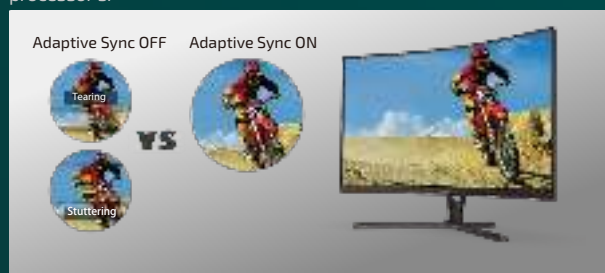 Adaptive Sync OFF
Adaptive Sync ON
Tearing
VS
Stuttering